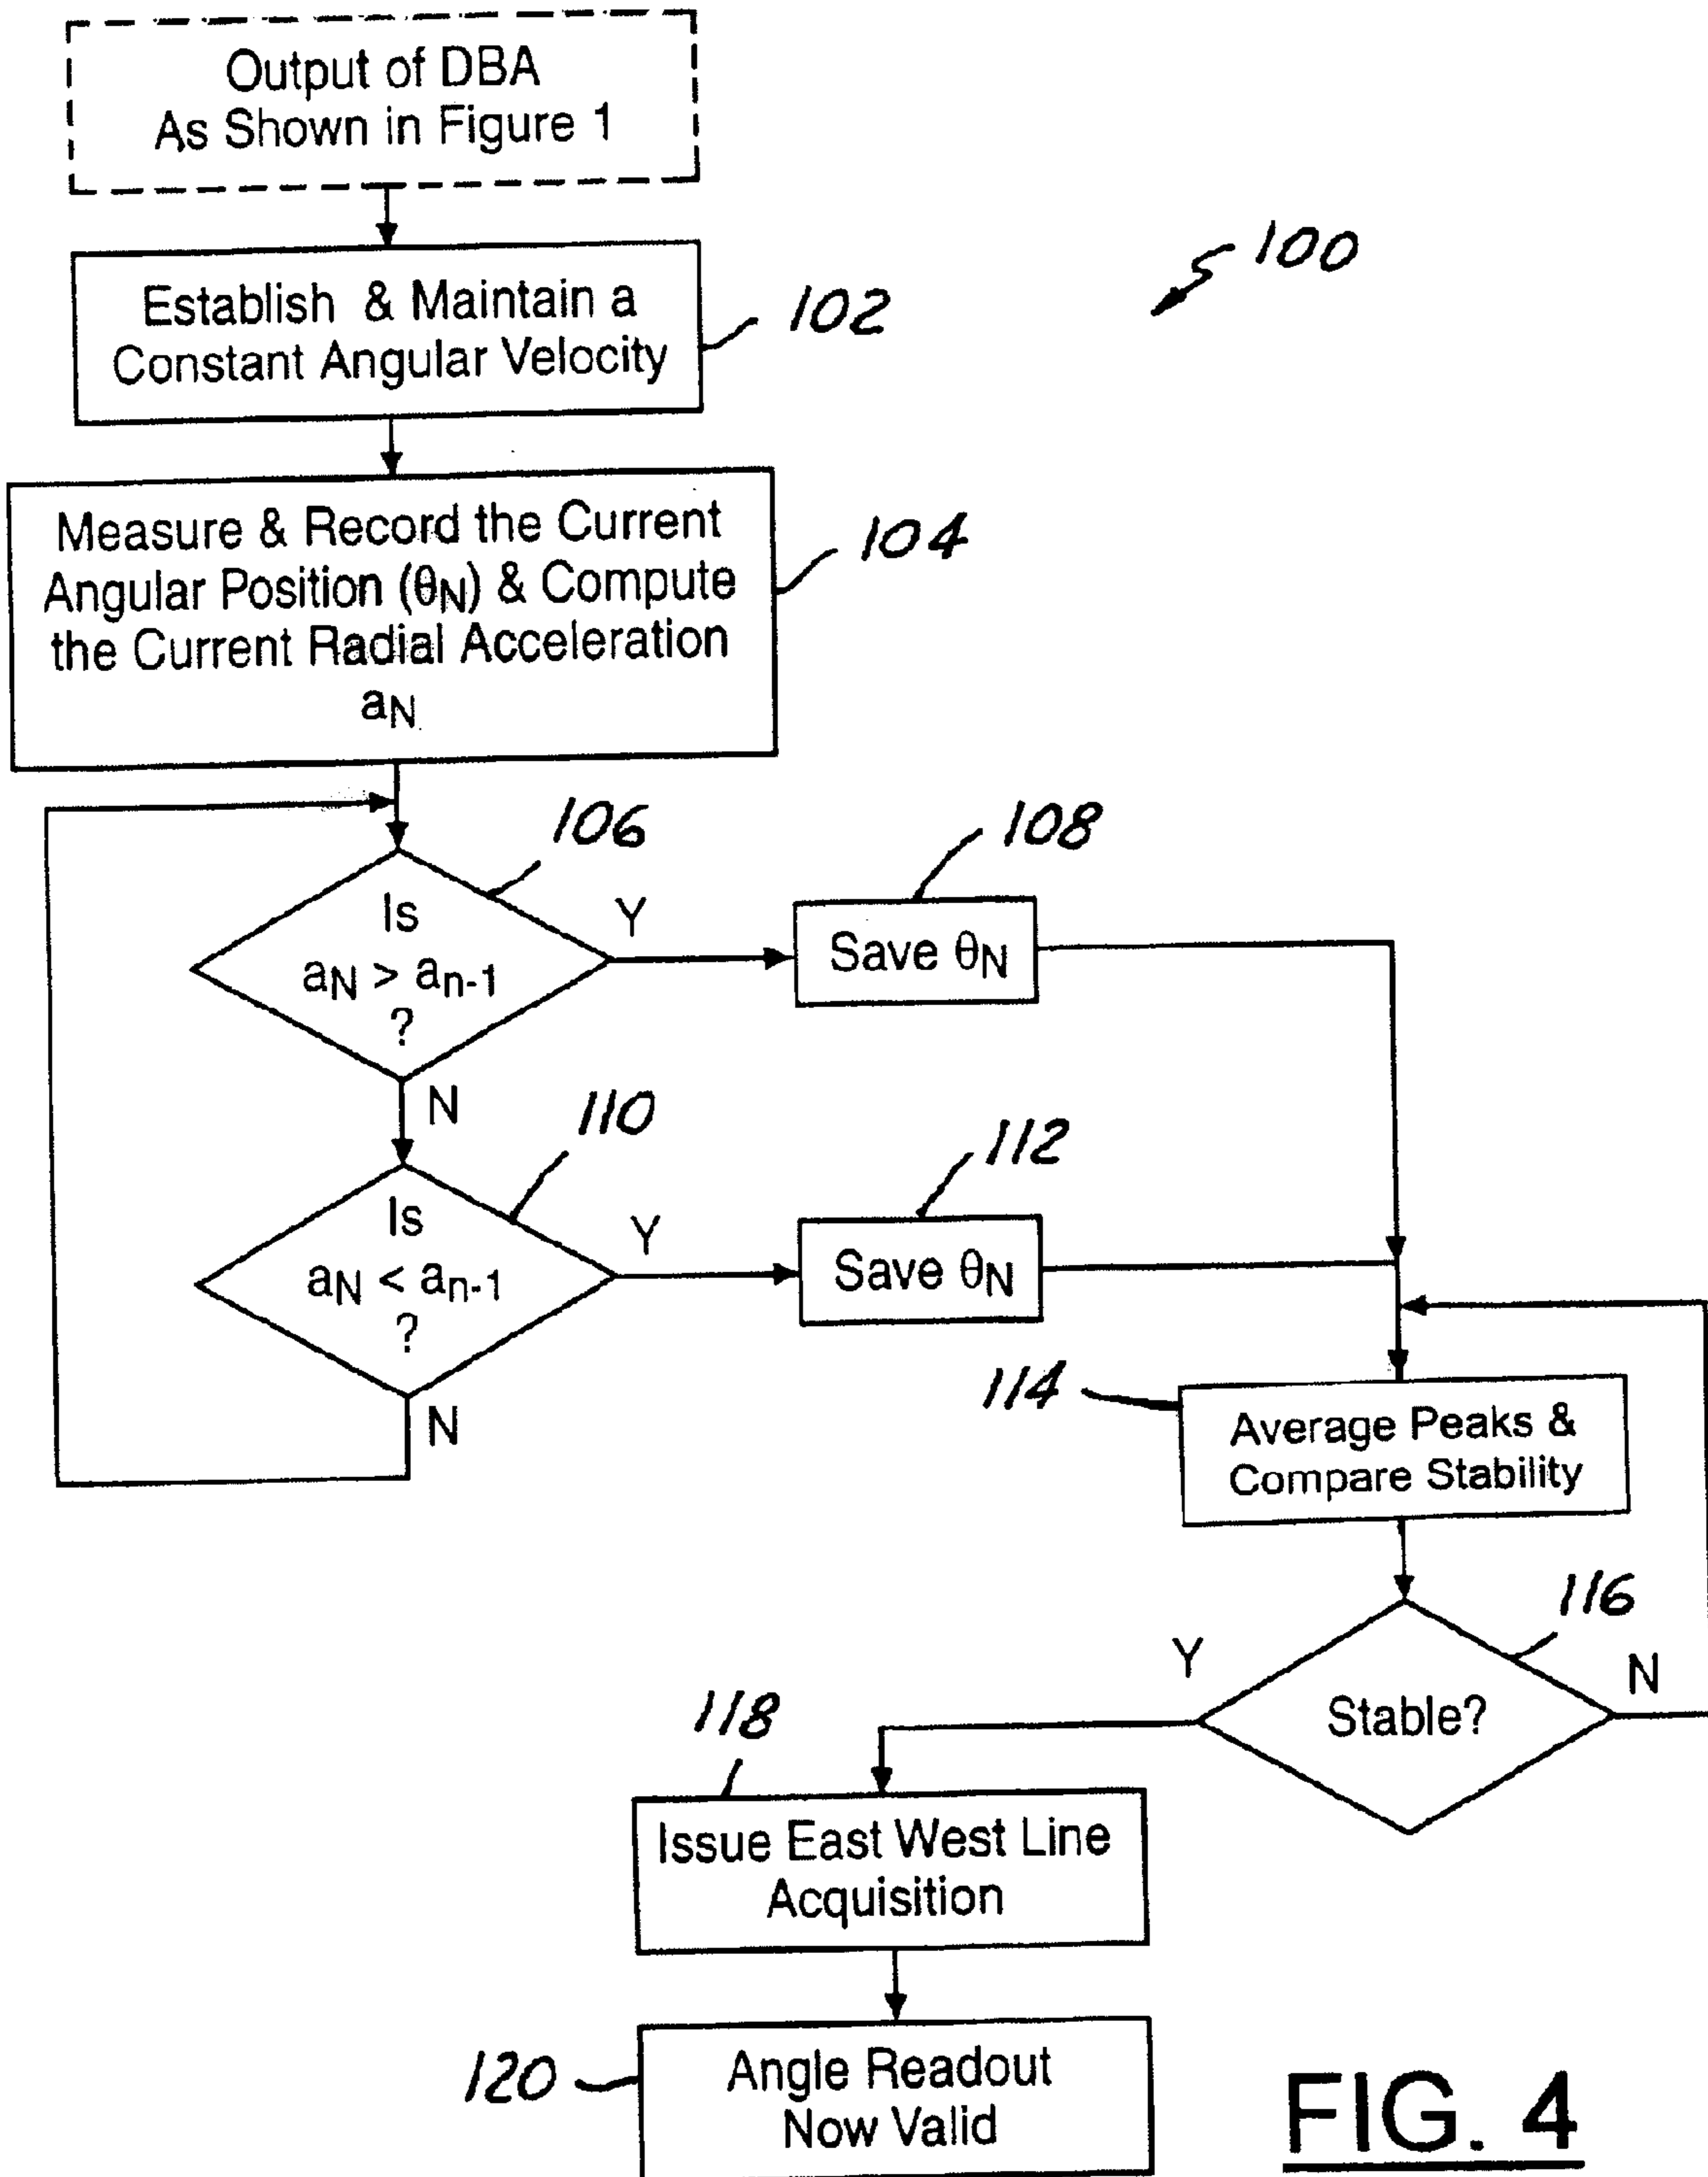 Output of DBA
As Shown in Figure 1
100
Establish & Maintain a
Constant Angular Velocity
102
Measure & Record the Current
Angular Position (θN) & Compute
the Current Radial Acceleration
aN
104
106
Is
aN > an-1
?
Y
N
108
Save θN
110
Is
aN < an-1
?
Y
N
112
Save θN
114
Average Peaks &
Compare Stability
116
Stable?
Y
N
118
Issue East West Line
Acquisition
120
Angle Readout
Now Valid
FIG. 4